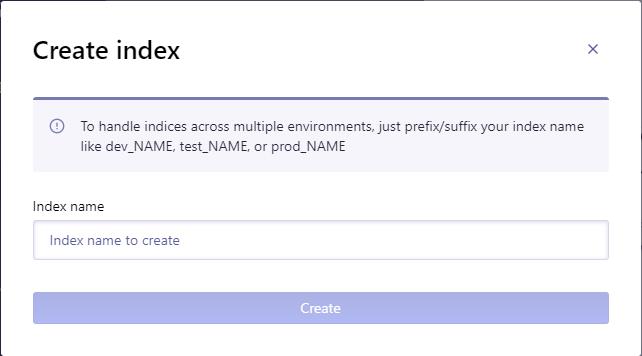 Create index
To handle indices across multiple environments, just prefix/suffix your index name
like dev_NAME, test_NAME, or prod_NAME
Index name
Index name to create
Create